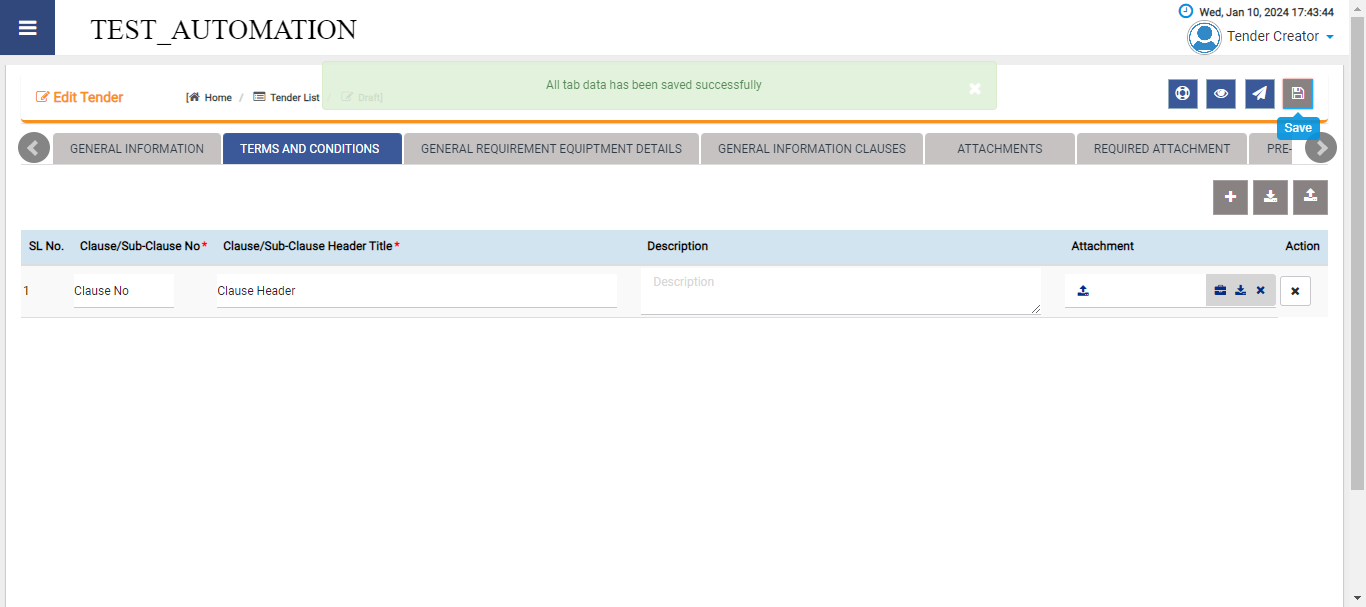 TEST_AUTOMATION
Wed, Jan 10, 2024 17:43:44
Tender Creator
Edit Tender
[ Home / Tender List Draft]
All tab data has been saved successfully
Save
GENERAL INFORMATION
TERMS AND CONDITIONS
GENERAL REQUIREMENT EQUIPTMENT DETAILS
GENERAL INFORMATION CLAUSES
ATTACHMENTS
REQUIRED ATTACHMENT
PRE-
SL No. Clause/Sub-Clause No* Clause/Sub-Clause Header Title* Description Attachment Action
1 Clause No Clause Header Description